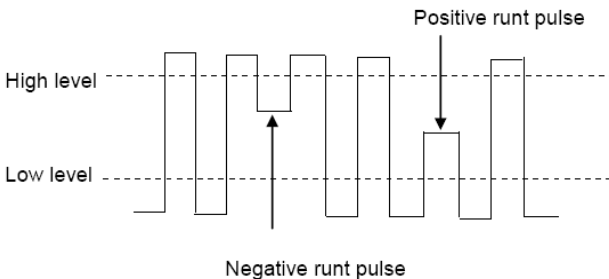 Positive runt pulse
High level
Low level
Negative runt pulse